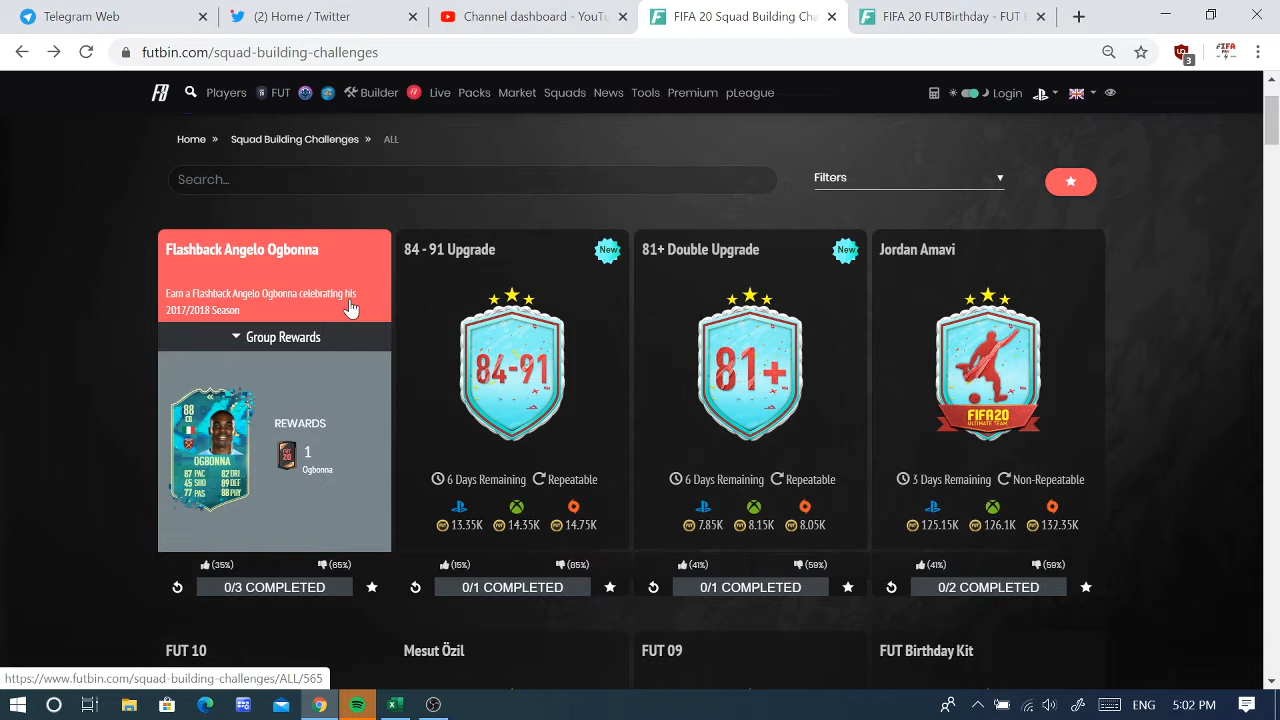 Telegram Web
(1) Home / Twitter
Channel dashboard - YouTu
FIFA 20 Squad Building Cha
FIFA 20 FUTBirthday - FUT B
futbin.com/squad-building-challenges
3
Players FUT Builder Live Packs Market Squads News Tools Premium pLeague Login
Home » Squad Building Challenges » ALL
Search...
Filters
Flashback Angelo Ogbonna
Earn a Flashback Angelo Ogbonna celebrating his
2017/2018 Season
Group Rewards
88
CB
OGBONNA
87 PAC 82 DRI
45 SHO 89 DEF
77 PAS 88 PHY
REWARDS
FUT
20
1
Ogbonna
(35%) (65%)
0/3 COMPLETED
84 - 91 Upgrade
New
84-91
6 Days Remaining Repeatable
13.35K 14.35K 14.75K
(15%) (85%)
0/1 COMPLETED
81+ Double Upgrade
New
81+
6 Days Remaining Repeatable
7.85K 8.15K 8.05K
(41%) (59%)
0/1 COMPLETED
Jordan Amavi
FIFA20
ULTIMATE TEAM
3 Days Remaining Non-Repeatable
125.15K 126.1K 132.35K
(41%) (59%)
0/2 COMPLETED
FUT 10
Mesut Özil
FUT 09
FUT Birthday Kit
https://www.futbin.com/squad-building-challenges/ALL/565
ENG 5:02 PM